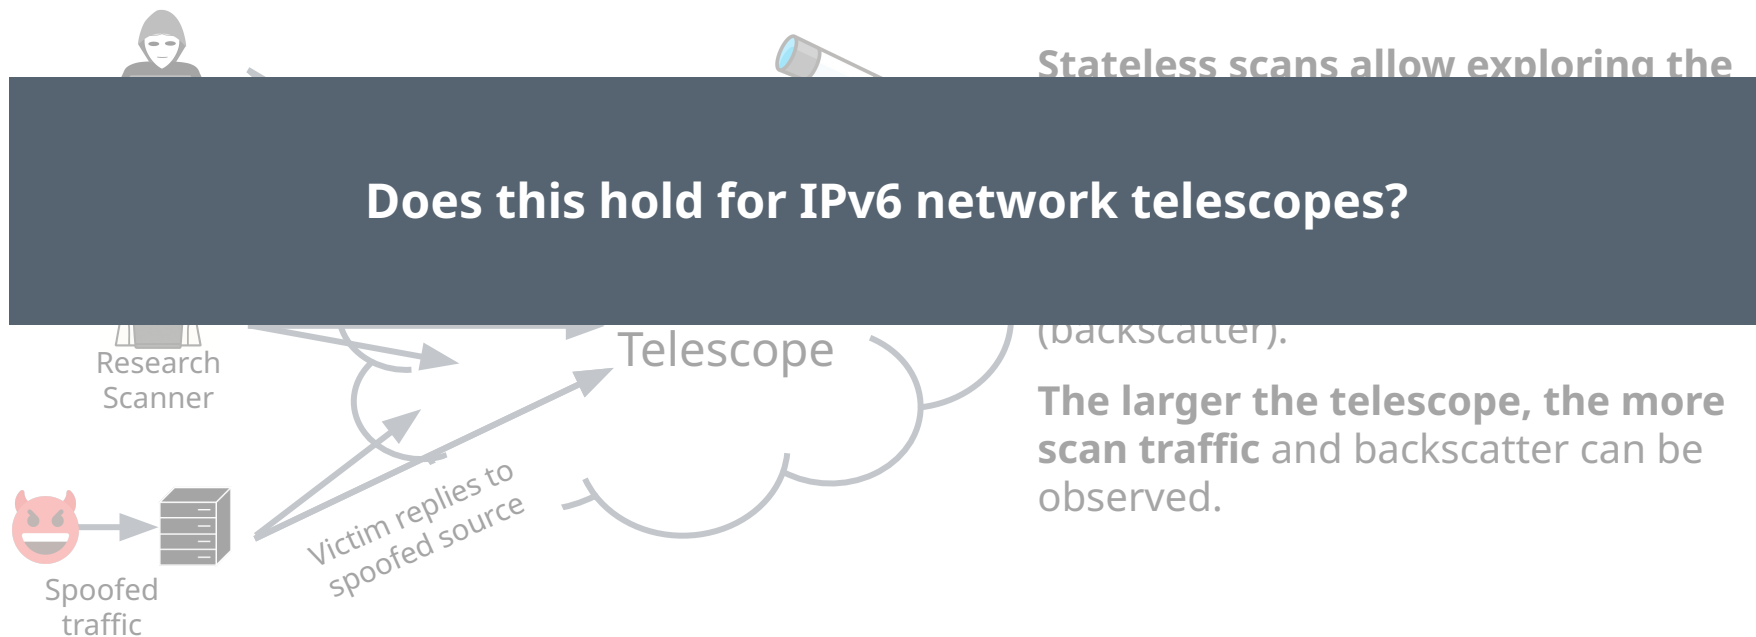 Stateless scans allow exploring the
Does this hold for IPv6 network telescopes?
(backscatter).
Telescope
Research
Scanner
The larger the telescope, the more
scan traffic and backscatter can be
observed.
Victim replies to
spoofed source
Spoofed
traffic